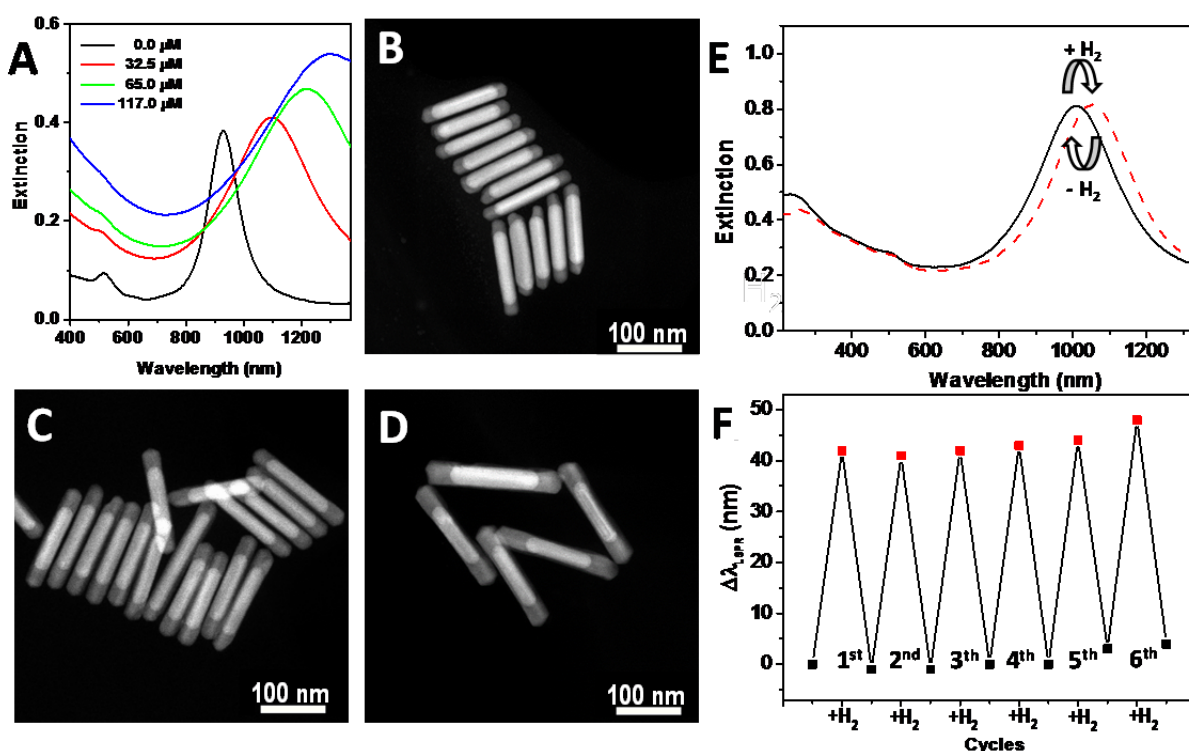 A
0.0 µM
32.5 µM
65.0 µM
117.0 µM
0.6
0.4
0.2
0.0
Extinction
400 600 800 1000 1200
Wavelength (nm)
B
100 nm
E
+ H₂
- H₂
1.0
0.8
0.6
0.4
0.2
0.0
Extinction
H₂
400 600 800 1000 1200
Wavelength (nm)
C
100 nm
D
100 nm
F
50
40
30
20
10
0
Δλ_LSPR (nm)
1st 2nd 3th 4th 5th 6th
+H₂ +H₂ +H₂ +H₂ +H₂ +H₂
Cycles